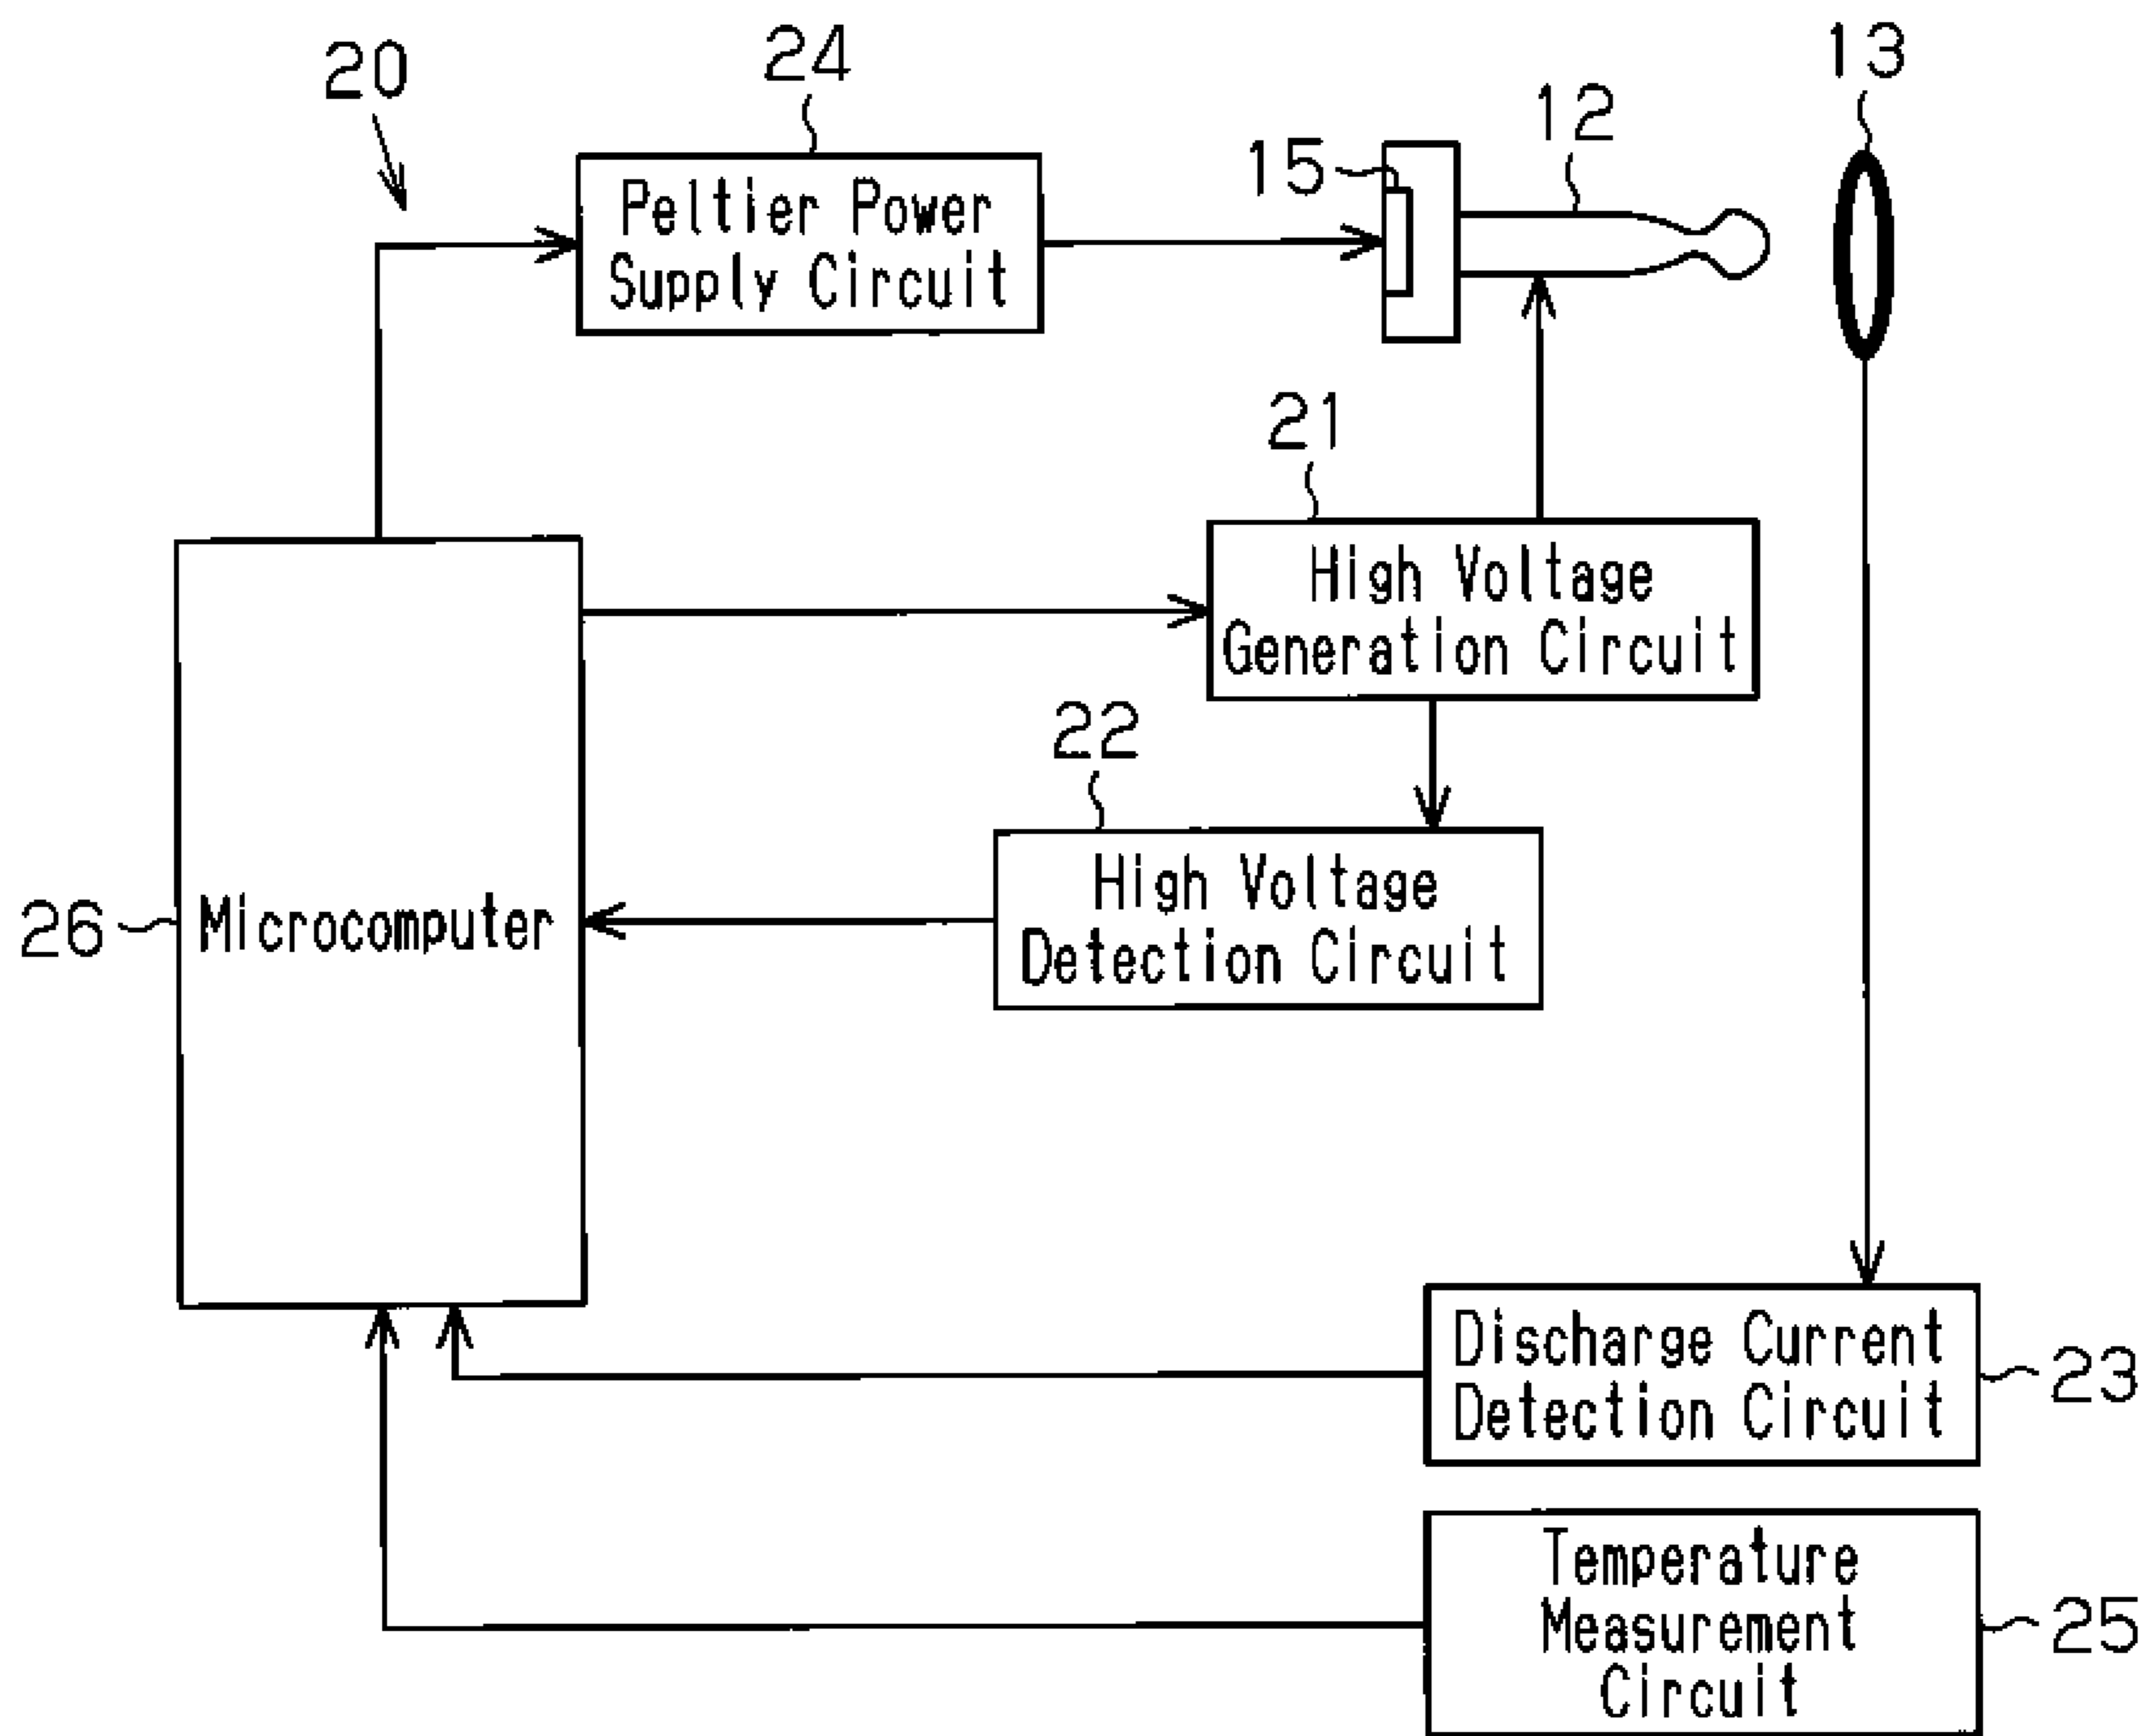 20
24
13
12
15
Peltier Power
Supply Circuit
21
High Voltage
Generation Circuit
22
High Voltage
Detection Circuit
26
Microcomputer
Discharge Current
Detection Circuit
23
Temperature
Measurement
Circuit
25